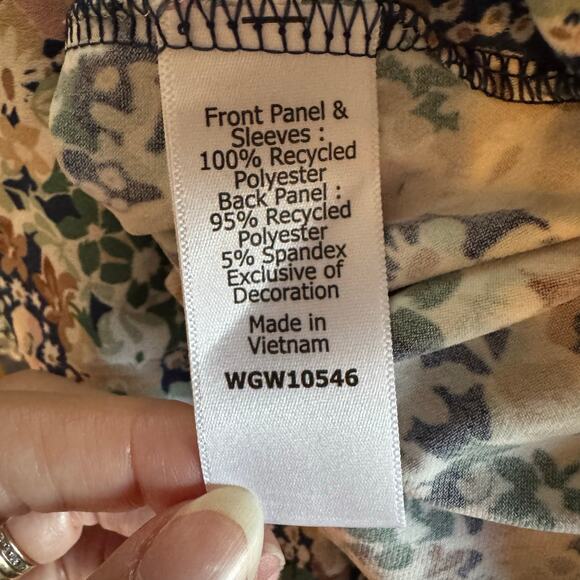 Front Panel &
Sleeves :
100% Recycled
Polyester
Back Panel :
95% Recycled
Polyester
5% Spandex
Exclusive of
Decoration
Made in
Vietnam
WGW10546